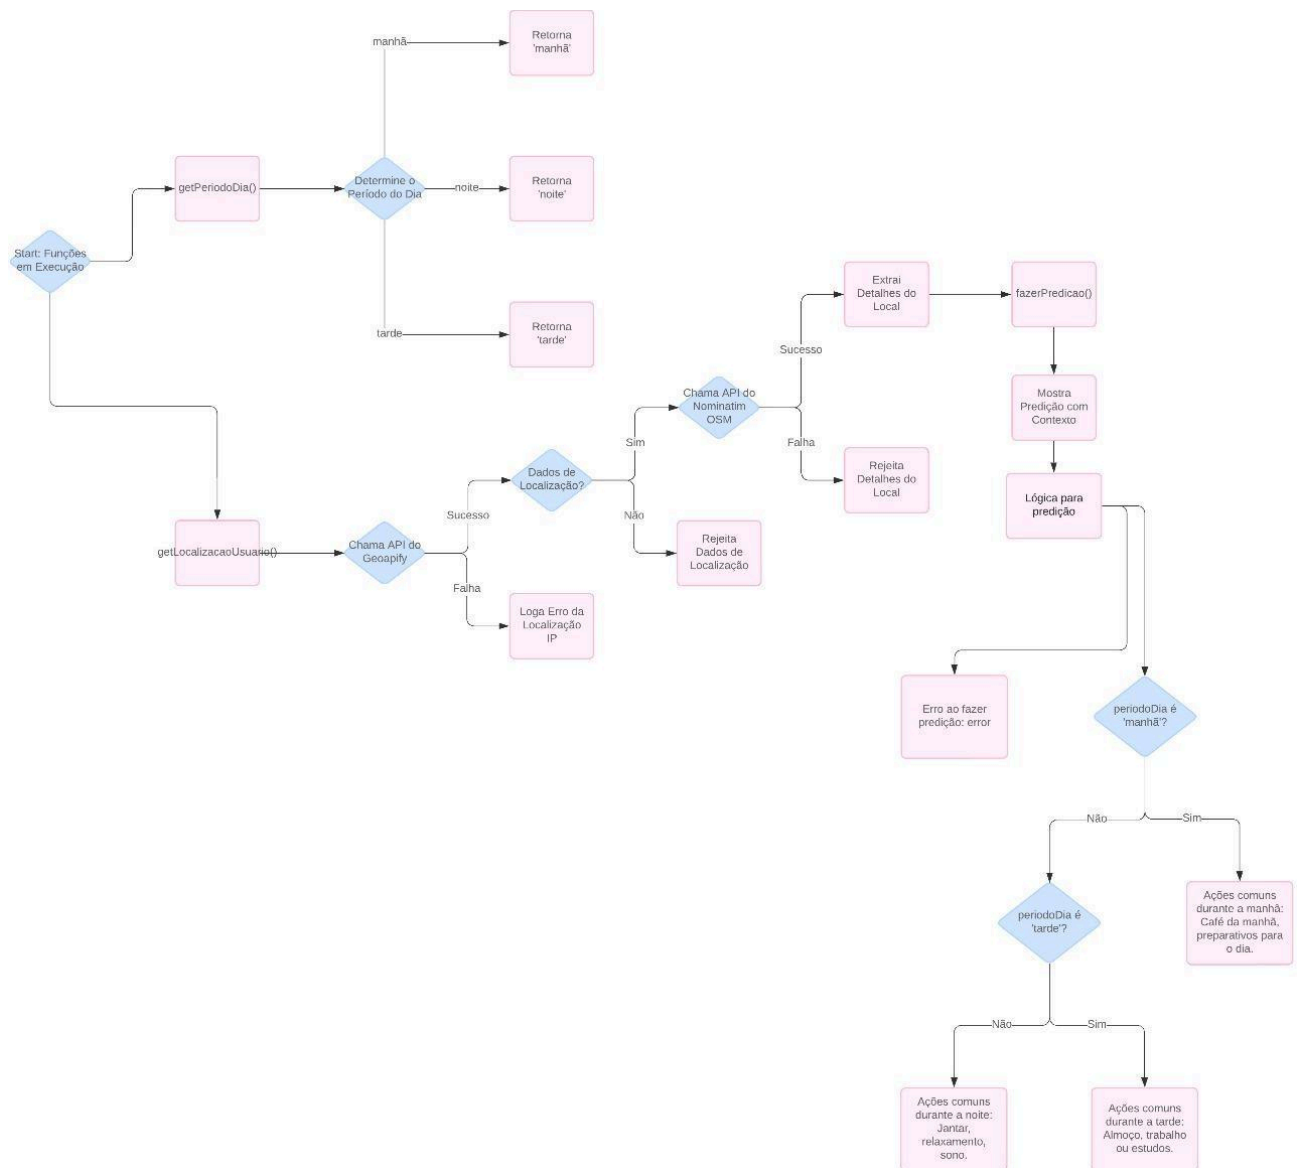 manhã
Retorna
'manhã'
getPeriodoDia()
Determine o
Período do Dia
noite
Retorna
'noite'
Start: Funções
em Execução
tarde
Retorna
'tarde'
Extrai
Detalhes do
Local
fazerPredicao()
Sucesso
Chama API do
Nominatim
OSM
Mostra
Predição com
Contexto
Sim
Falha
Rejeita
Detalhes do
Local
Dados de
Localização?
Lógica para
predição
Sucesso
Não
getLocalizacaoUsuario()
Chama API do
Geoapify
Rejeita
Dados de
Localização
Falha
Loga Erro da
Localização
IP
Erro ao fazer
predição: error
periodoDia é
'manhã'?
Não
Sim
periodoDia é
'tarde'?
Ações comuns
durante a manhã:
Café da manhã,
preparativos para
o dia.
Não
Sim
Ações comuns
durante a noite:
Jantar,
relaxamento,
sono.
Ações comuns
durante a tarde:
Almoço, trabalho
ou estudos.